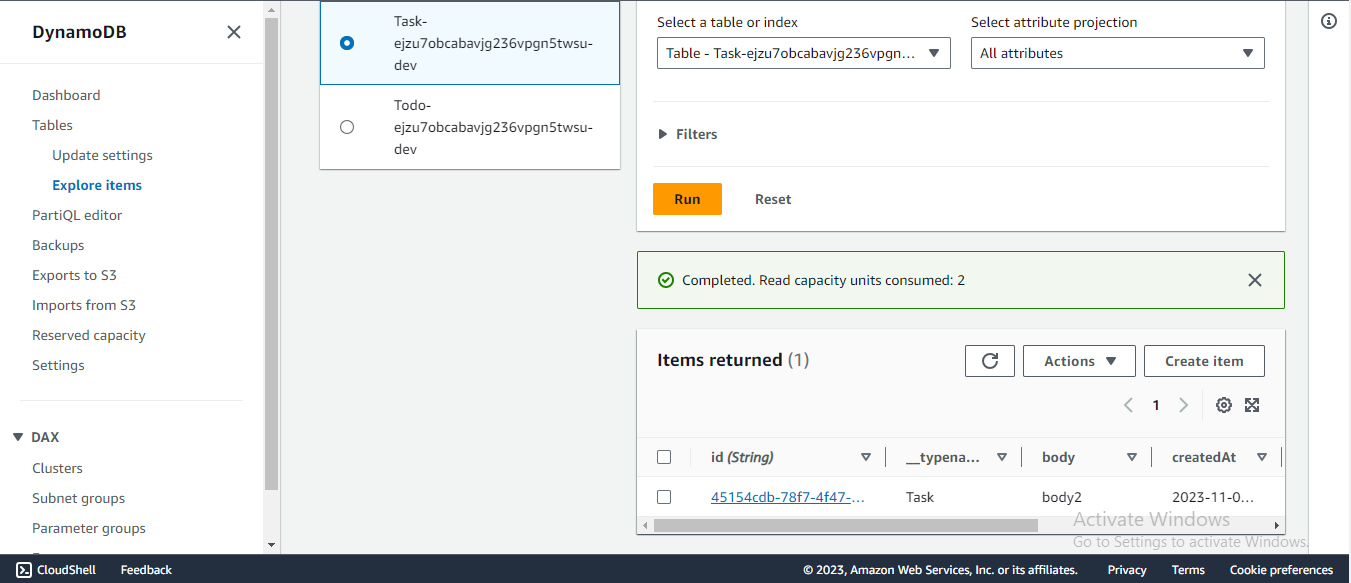 DynamoDB
Dashboard
Tables
Update settings
Explore items
PartiQL editor
Backups
Exports to S3
Imports from S3
Reserved capacity
Settings
DAX
Clusters
Subnet groups
Parameter groups
Task-
ejzu7obcabavjg236vpgn5twsu-
dev
Todo-
ejzu7obcabavjg236vpgn5twsu-
dev
Select a table or index
Table - Task-ejzu7obcabavjg236vpgn...
Select attribute projection
All attributes
Filters
Run Reset
Completed. Read capacity units consumed: 2
Items returned (1)
Actions Create item
1
id (String) __typena... body createdAt
45154cdb-78f7-4f47-... Task body2 2023-11-0...
Activate Windows
Go to Settings to activate Windows.
CloudShell Feedback © 2023, Amazon Web Services, Inc. or its affiliates. Privacy Terms Cookie preferences